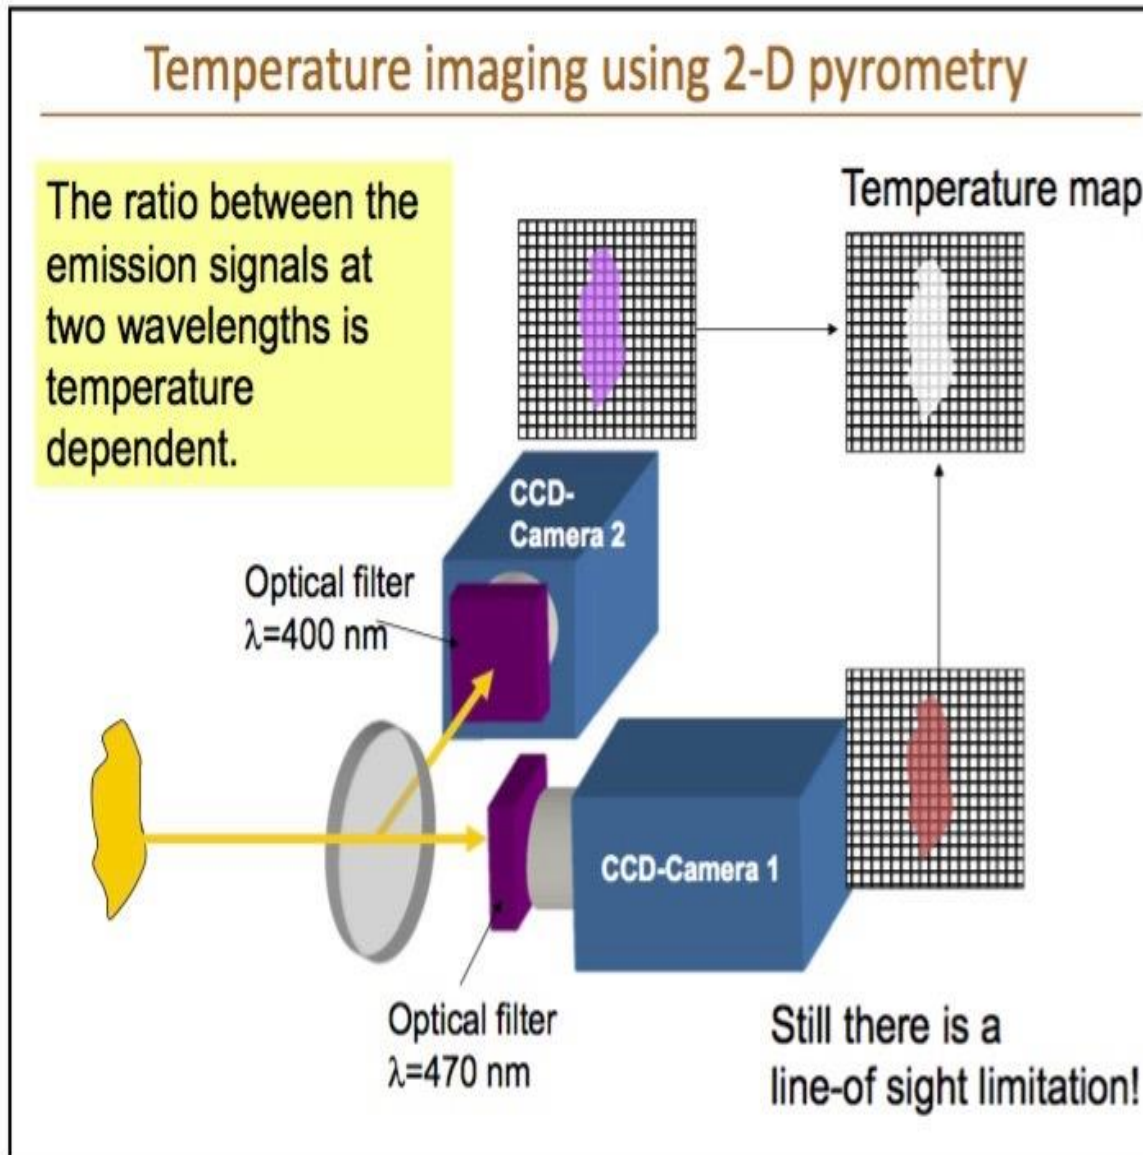 Temperature imaging using 2-D pyrometry
The ratio between the
emission signals at
two wavelengths is
temperature
dependent.
Temperature map
CCD-
Camera 2
Optical filter
λ=400 nm
CCD-Camera 1
Optical filter
λ=470 nm
Still there is a
line-of sight limitation!